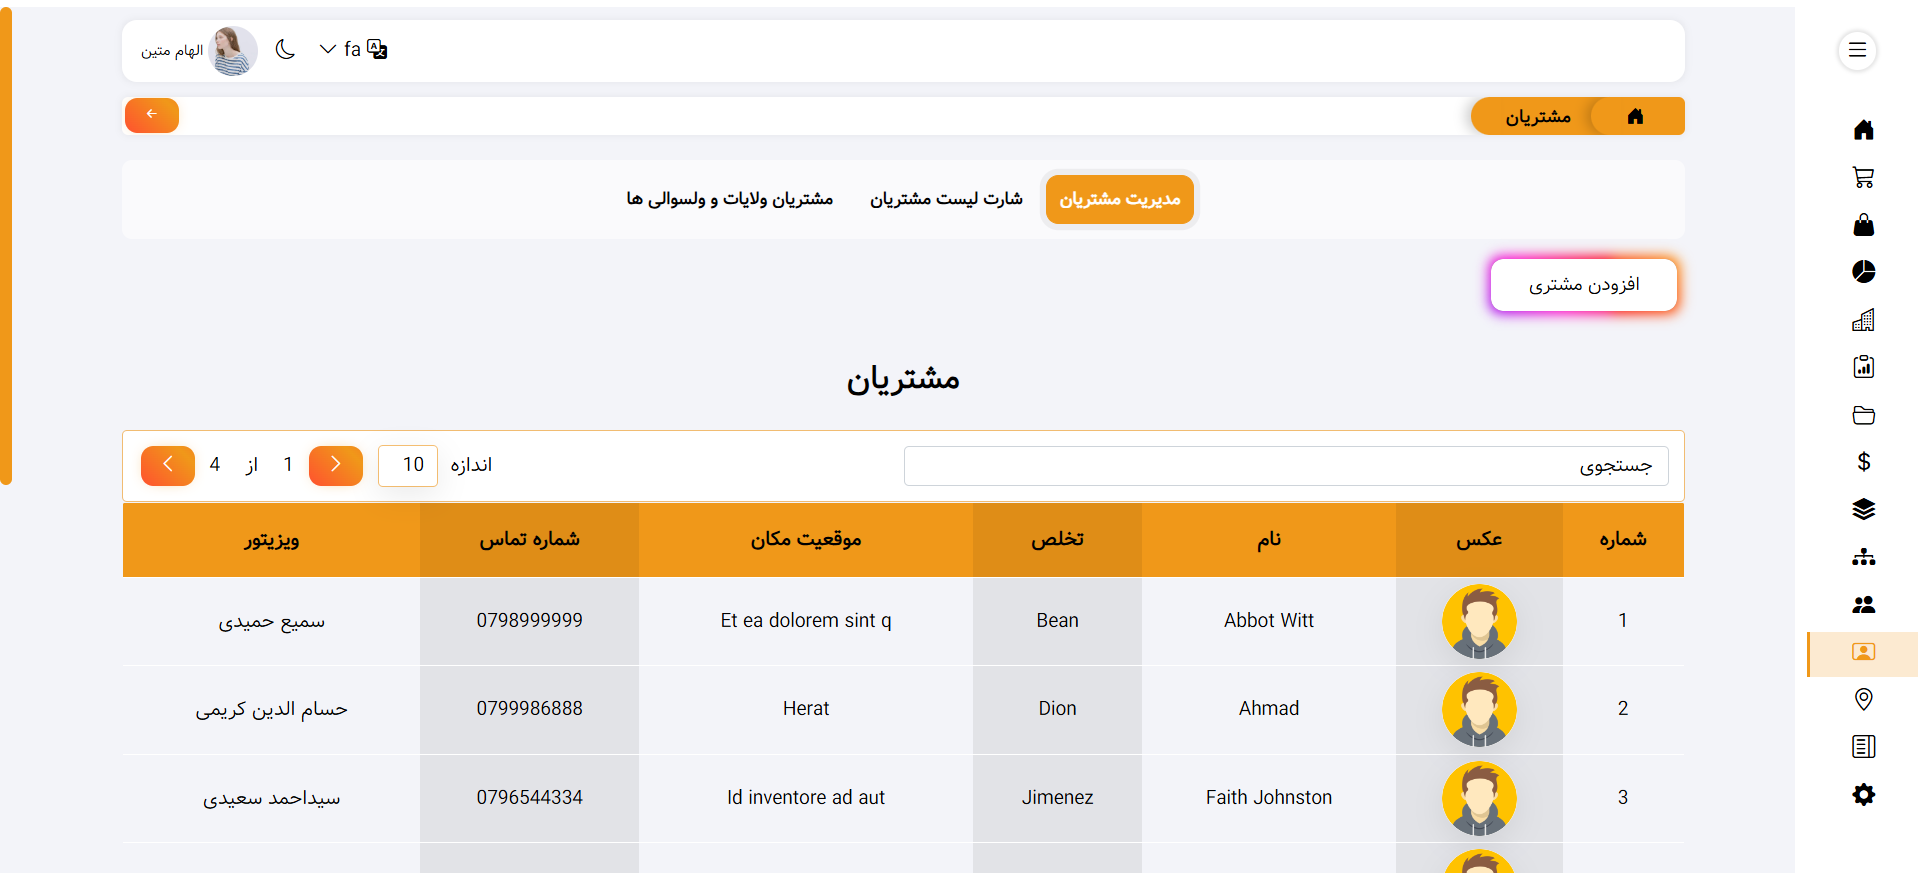 fa الهام متین
مشتریان
مدیریت مشتریان شارت لیست مشتریان مشتریان ولایات و ولسوالی ها
افزودن مشتری
مشتریان
جستجوی اندازه 10 1 از 4
شماره عکس نام تخلص موقعیت مکان شماره تماس ویزیتور
1 Abbot Witt Bean Et ea dolorem sint q 0798999999 سمیع حمیدی
2 Ahmad Dion Herat 0799986888 حسام الدین کریمی
3 Faith Johnston Jimenez Id inventore ad aut 0796544334 سیداحمد سعیدی